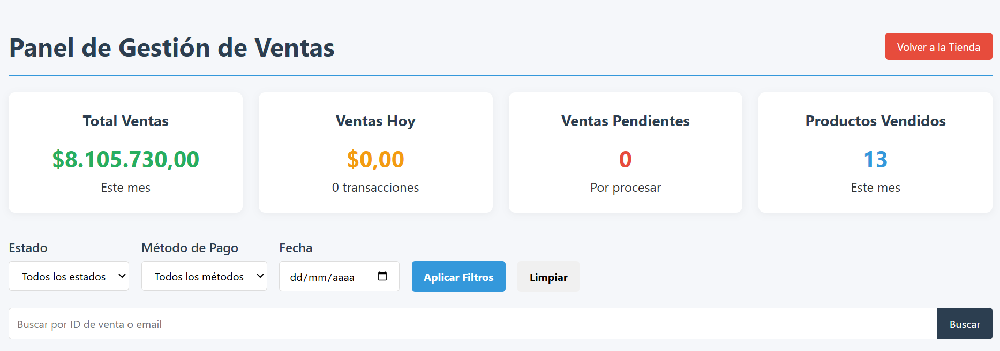 Panel de Gestión de Ventas
Volver a la Tienda
Total Ventas
$8.105.730,00
Este mes
Ventas Hoy
$0,00
0 transacciones
Ventas Pendientes
0
Por procesar
Productos Vendidos
13
Este mes
Estado
Todos los estados
Método de Pago
Todos los métodos
Fecha
dd/mm/aaaa
Aplicar Filtros
Limpiar
Buscar por ID de venta o email
Buscar